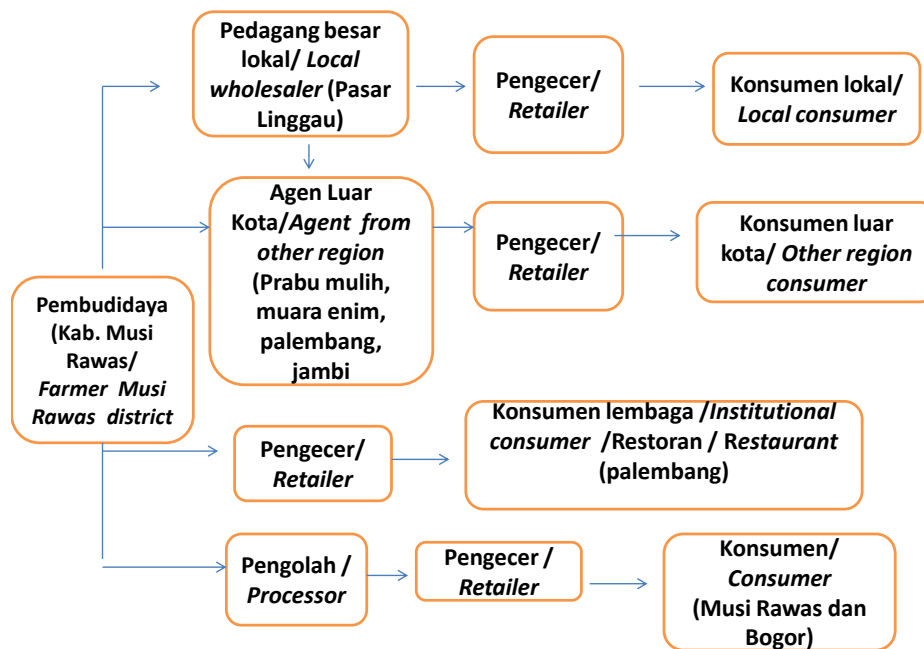 Pedagang besar
lokal/ Local
wholesaler (Pasar
Linggau)
Pengecer/
Retailer
Konsumen lokal/
Local consumer
Agen Luar
Kota/Agent from
other region
(Prabu mulih,
muara enim,
palembang,
jambi
Pengecer/
Retailer
Konsumen luar
kota/ Other region
consumer
Pembudidaya
(Kab. Musi
Rawas/
Farmer Musi
Rawas district
Pengecer/
Retailer
Konsumen lembaga /Institutional
consumer /Restoran / Restaurant
(palembang)
Pengolah /
Processor
Pengecer /
Retailer
Konsumen/
Consumer
(Musi Rawas dan
Bogor)